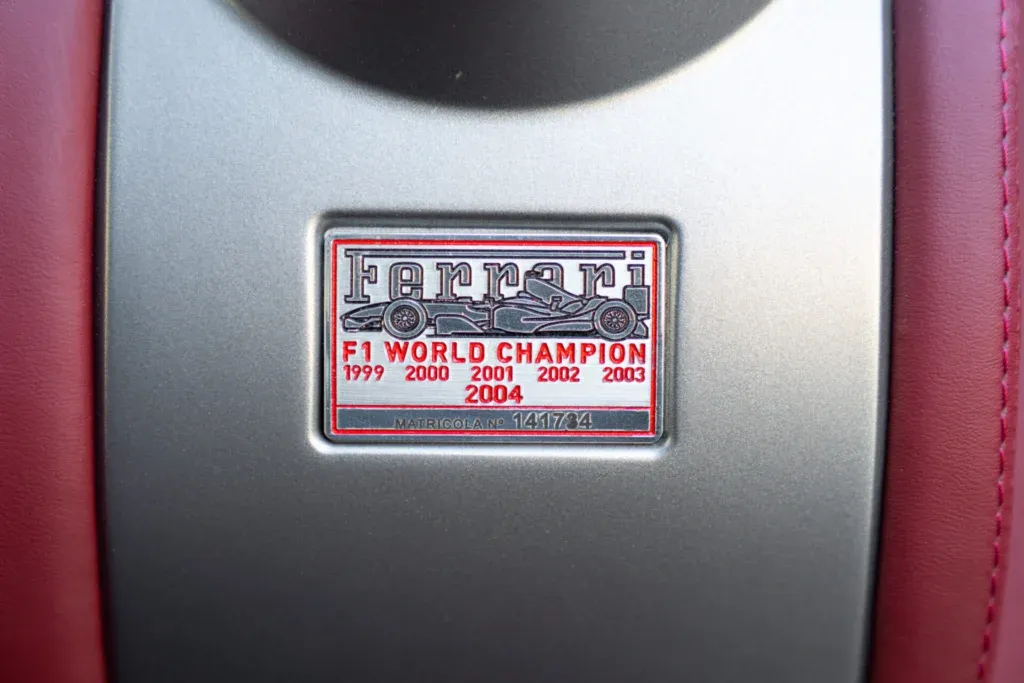 Ferrari
F1 WORLD CHAMPION
1999 2000 2001 2002 2003
2004
MATRICOLA Nº 141734